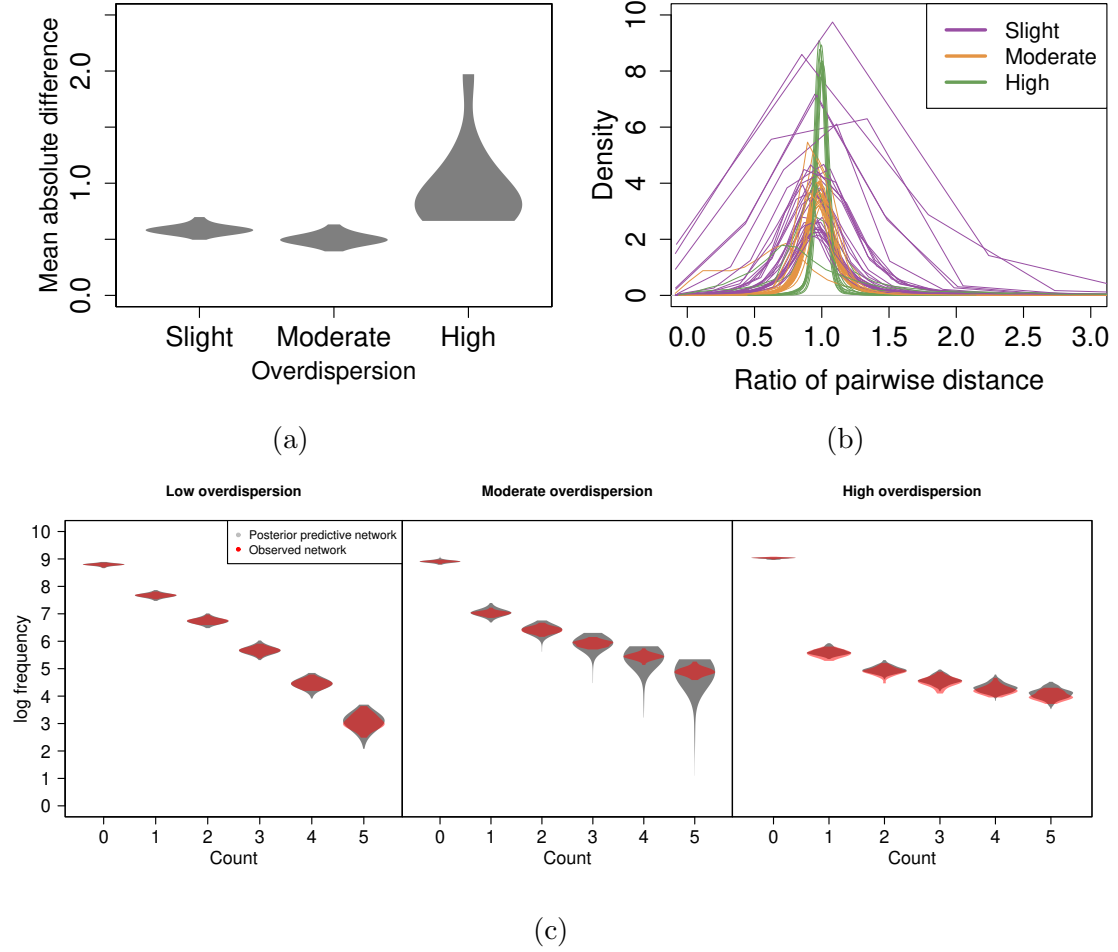 Mean absolute difference
2.0
1.0
0.0
Slight Moderate High
Overdispersion
(a)
Slight
Moderate
High
Density
10
8
6
4
2
0
0.0 0.5 1.0 1.5 2.0 2.5 3.0
Ratio of pairwise distance
(b)
Low overdispersion Moderate overdispersion High overdispersion
Posterior predictive network
Observed network
log frequency
10
9
8
7
6
5
4
3
2
1
0
0 1 2 3 4 5 0 1 2 3 4 5 0 1 2 3 4 5
Count Count Count
(c)